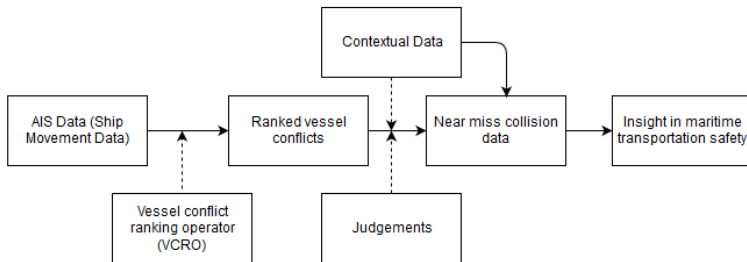 Contextual Data
AIS Data (Ship
Movement Data)
Ranked vessel
conflicts
Near miss collision
data
Insight in maritime
transportation safety
Vessel conflict
ranking operator
(VCRO)
Judgements